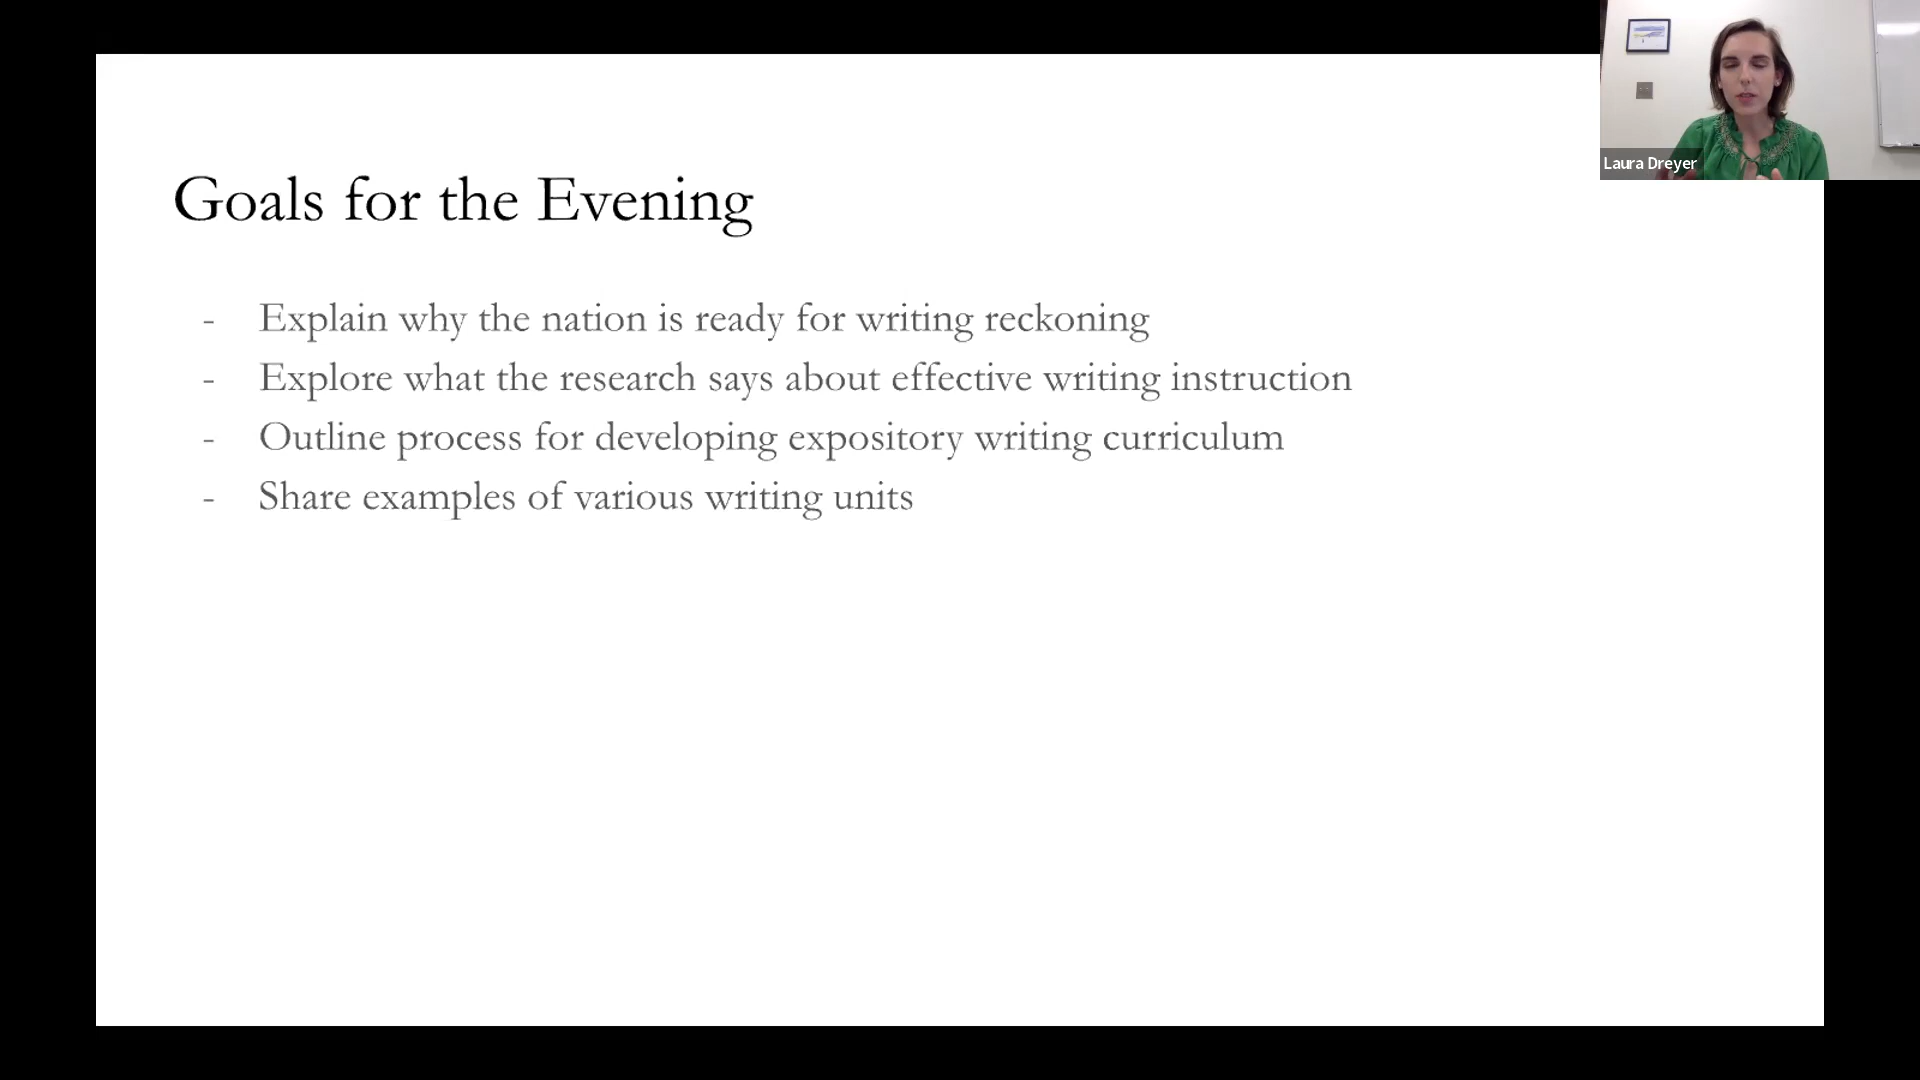 Laura Dreyer
Goals for the Evening
- Explain why the nation is ready for writing reckoning
- Explore what the research says about effective writing instruction
- Outline process for developing expository writing curriculum
- Share examples of various writing units